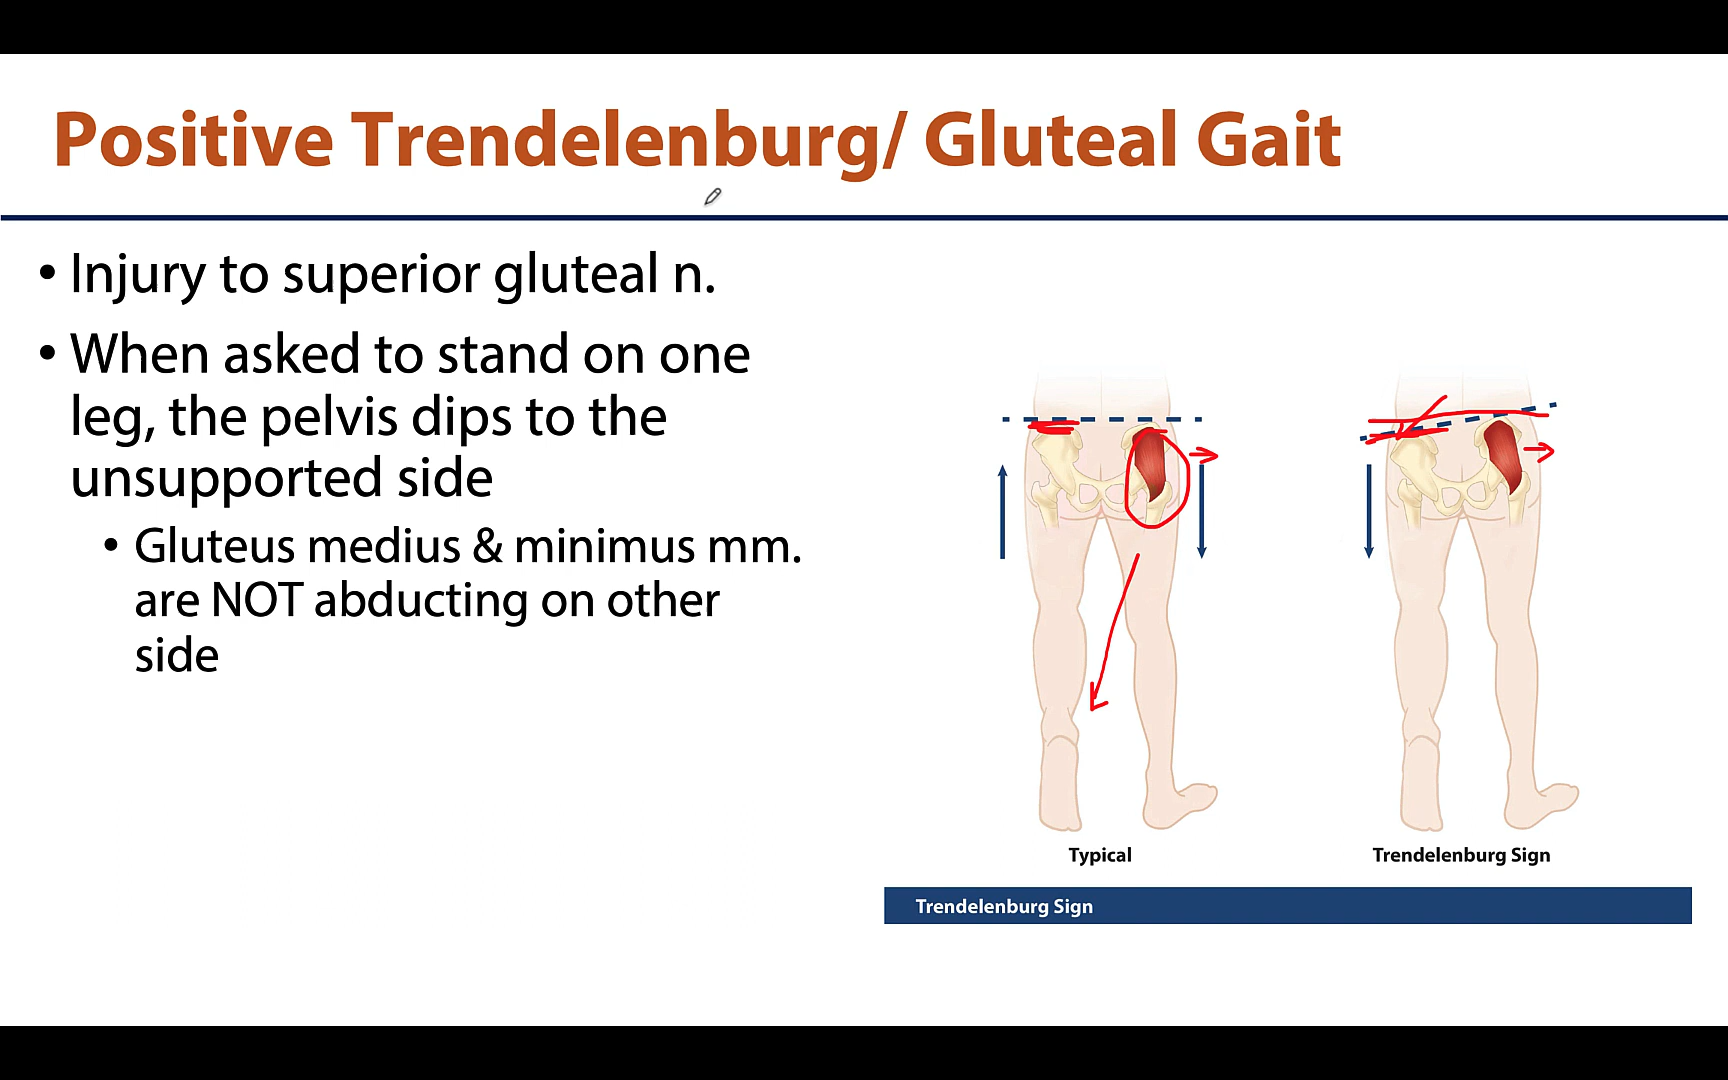 Positive Trendelenburg/ Gluteal Gait
• Injury to superior gluteal n.
• When asked to stand on one
leg, the pelvis dips to the
unsupported side
• Gluteus medius & minimus mm.
are NOT abducting on other
side
Typical
Trendelenburg Sign
Trendelenburg Sign